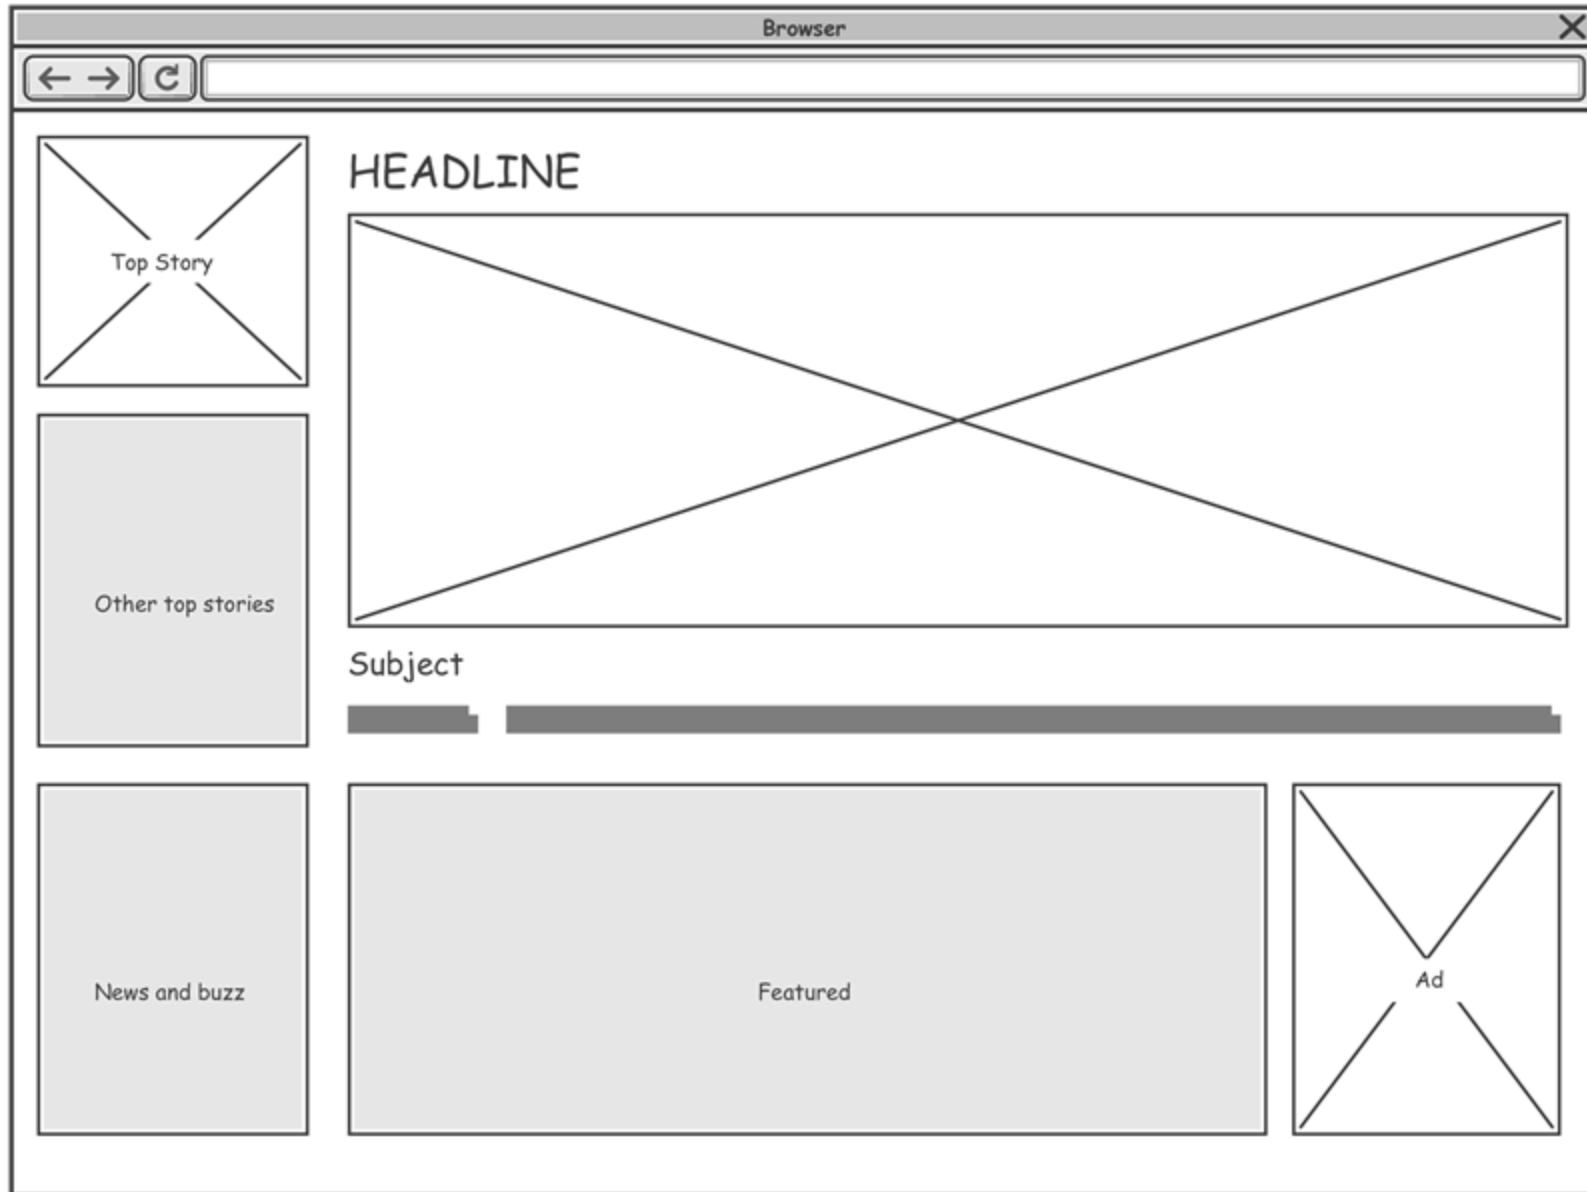 Browser
Top Story
HEADLINE
Other top stories
Subject
News and buzz
Featured
Ad